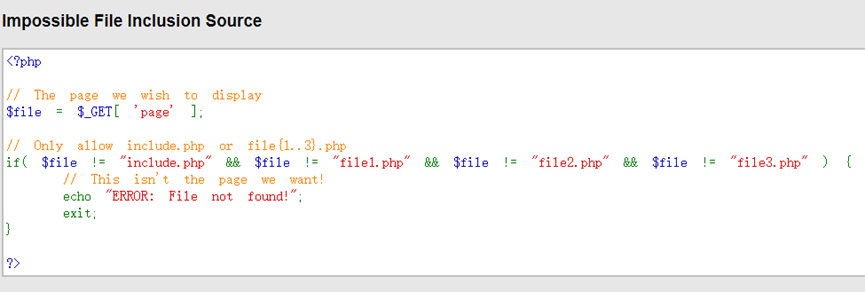 Impossible File Inclusion Source
<?php
// The page we wish to display
$file = $_GET[ 'page' ];
// Only allow include.php or file{1..3}.php
if( $file != "include.php" && $file != "file1.php" && $file != "file2.php" && $file != "file3.php" ) {
// This isn't the page we want!
echo "ERROR: File not found!";
exit;
}
?>